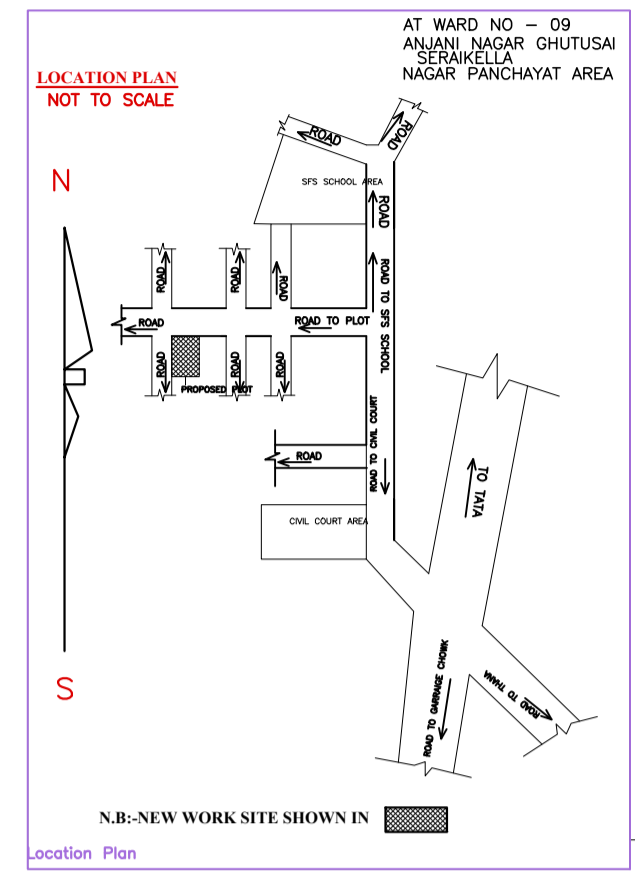 AT WARD NO - 09
ANJANI NAGAR GHUTUSAI
SERAIKELLA
NAGAR PANCHAYAT AREA
LOCATION PLAN
NOT TO SCALE
N
ROAD
ROAD
SFS SCHOOL AREA
ROAD
ROAD TO SFS SCHOOL
ROAD
ROAD
ROAD
ROAD
ROAD TO PLOT
ROAD
ROAD
ROAD
PROPOSED PLOT
ROAD TO CIVIL COURT
ROAD
CIVIL COURT AREA
TO TATA
ROAD TO GARRAIGE CHOWK
ROAD TO THANA
S
N.B:-NEW WORK SITE SHOWN IN
Location Plan